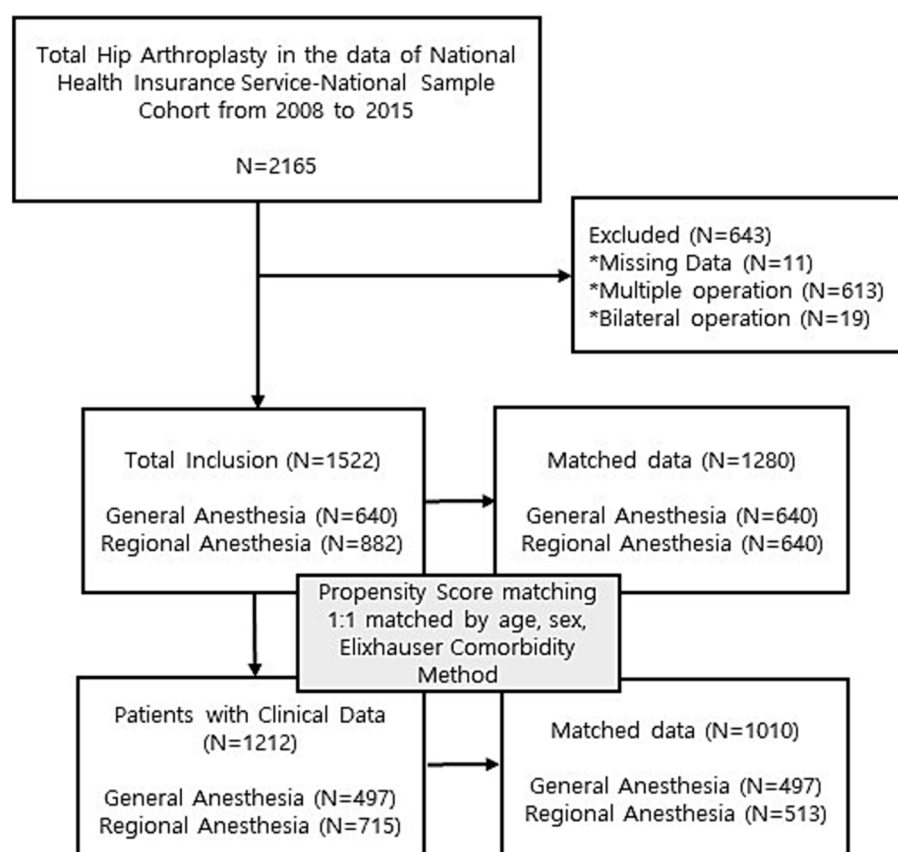 Total Hip Arthroplasty in the data of National
Health Insurance Service-National Sample
Cohort from 2008 to 2015
N=2165
Excluded (N=643)
*Missing Data (N=11)
*Multiple operation (N=613)
*Bilateral operation (N=19)
Total Inclusion (N=1522)
General Anesthesia (N=640)
Regional Anesthesia (N=882)
Matched data (N=1280)
General Anesthesia (N=640)
Regional Anesthesia (N=640)
Propensity Score matching
1:1 matched by age, sex,
Elixhauser Comorbidity
Method
Patients with Clinical Data
(N=1212)
General Anesthesia (N=497)
Regional Anesthesia (N=715)
Matched data (N=1010)
General Anesthesia (N=497)
Regional Anesthesia (N=513)